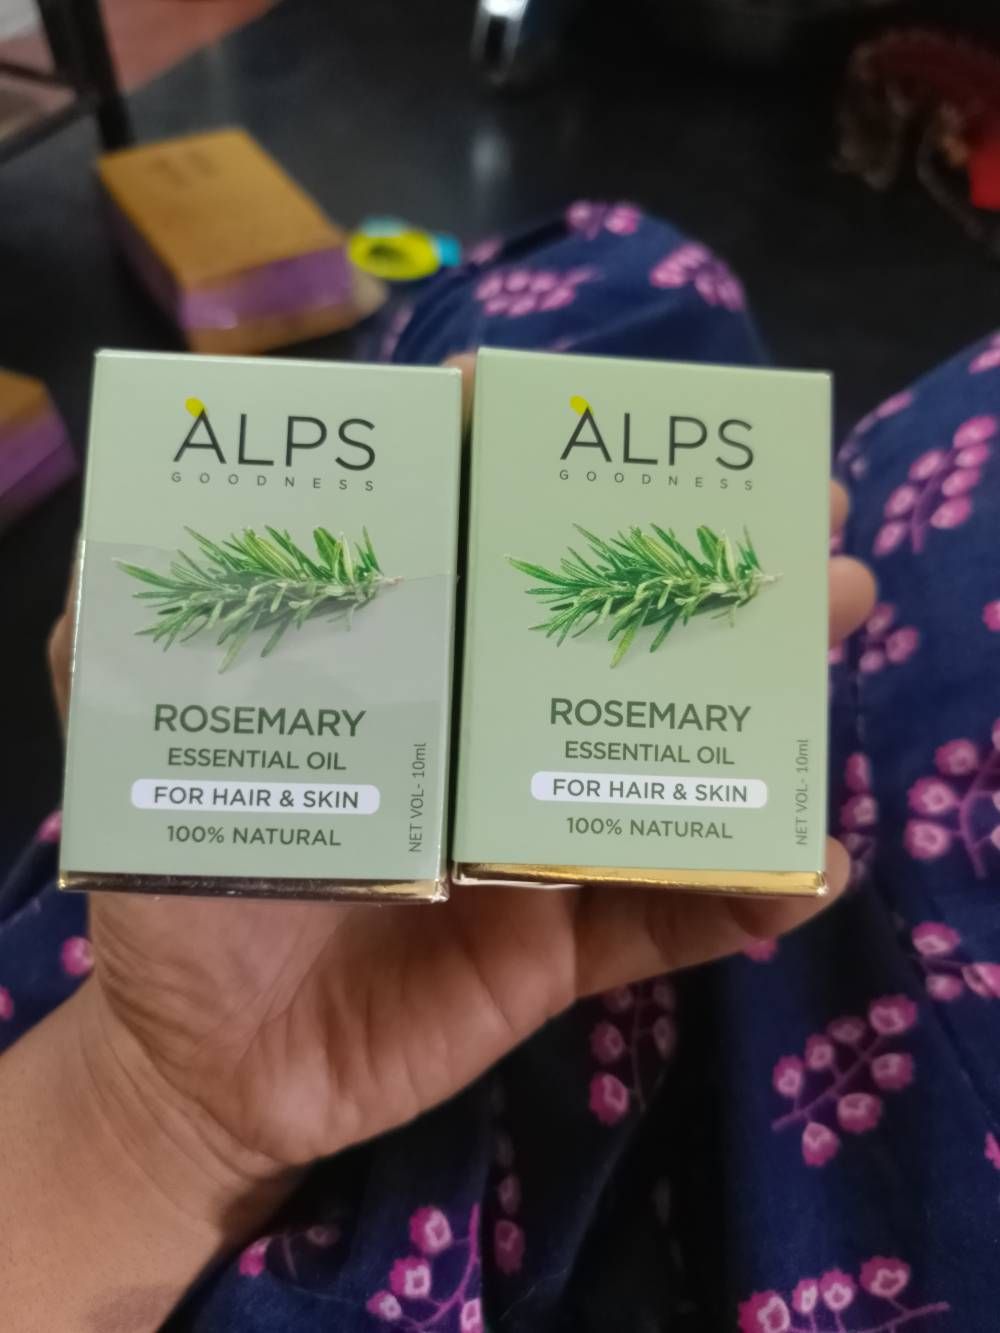 ALPS
GOODNESS
ROSEMARY
ESSENTIAL OIL
FOR HAIR & SKIN
100% NATURAL
NET VOL- 10ml
ALPS
GOODNESS
ROSEMARY
ESSENTIAL OIL
FOR HAIR & SKIN
100% NATURAL
NET VOL- 10ml